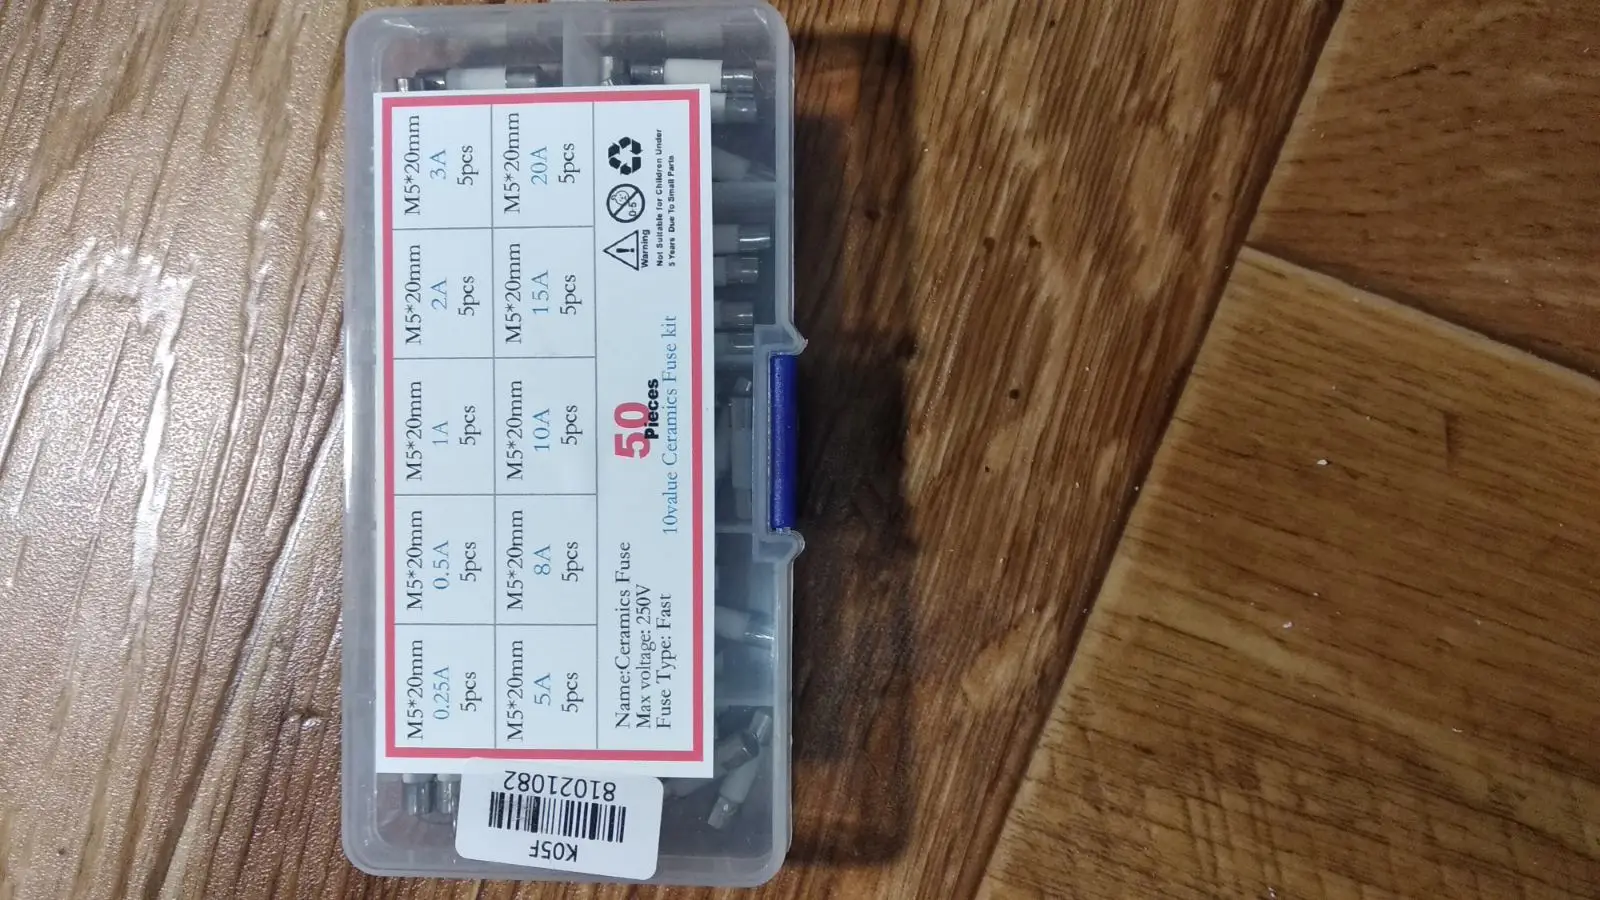 M5*20mm
0.25A
5pcs
M5*20mm
0.5A
5pcs
M5*20mm
1A
5pcs
M5*20mm
2A
5pcs
M5*20mm
3A
5pcs
M5*20mm
5A
5pcs
M5*20mm
8A
5pcs
M5*20mm
10A
5pcs
M5*20mm
15A
5pcs
M5*20mm
20A
5pcs
Name:Ceramics Fuse
Max voltage: 250V
Fuse Type: Fast
50
Pieces
10value Ceramics Fuse kit
0-5
Warning
Not Suitable for Children Under
5 Years Due To Small Parts
K05F
81021082